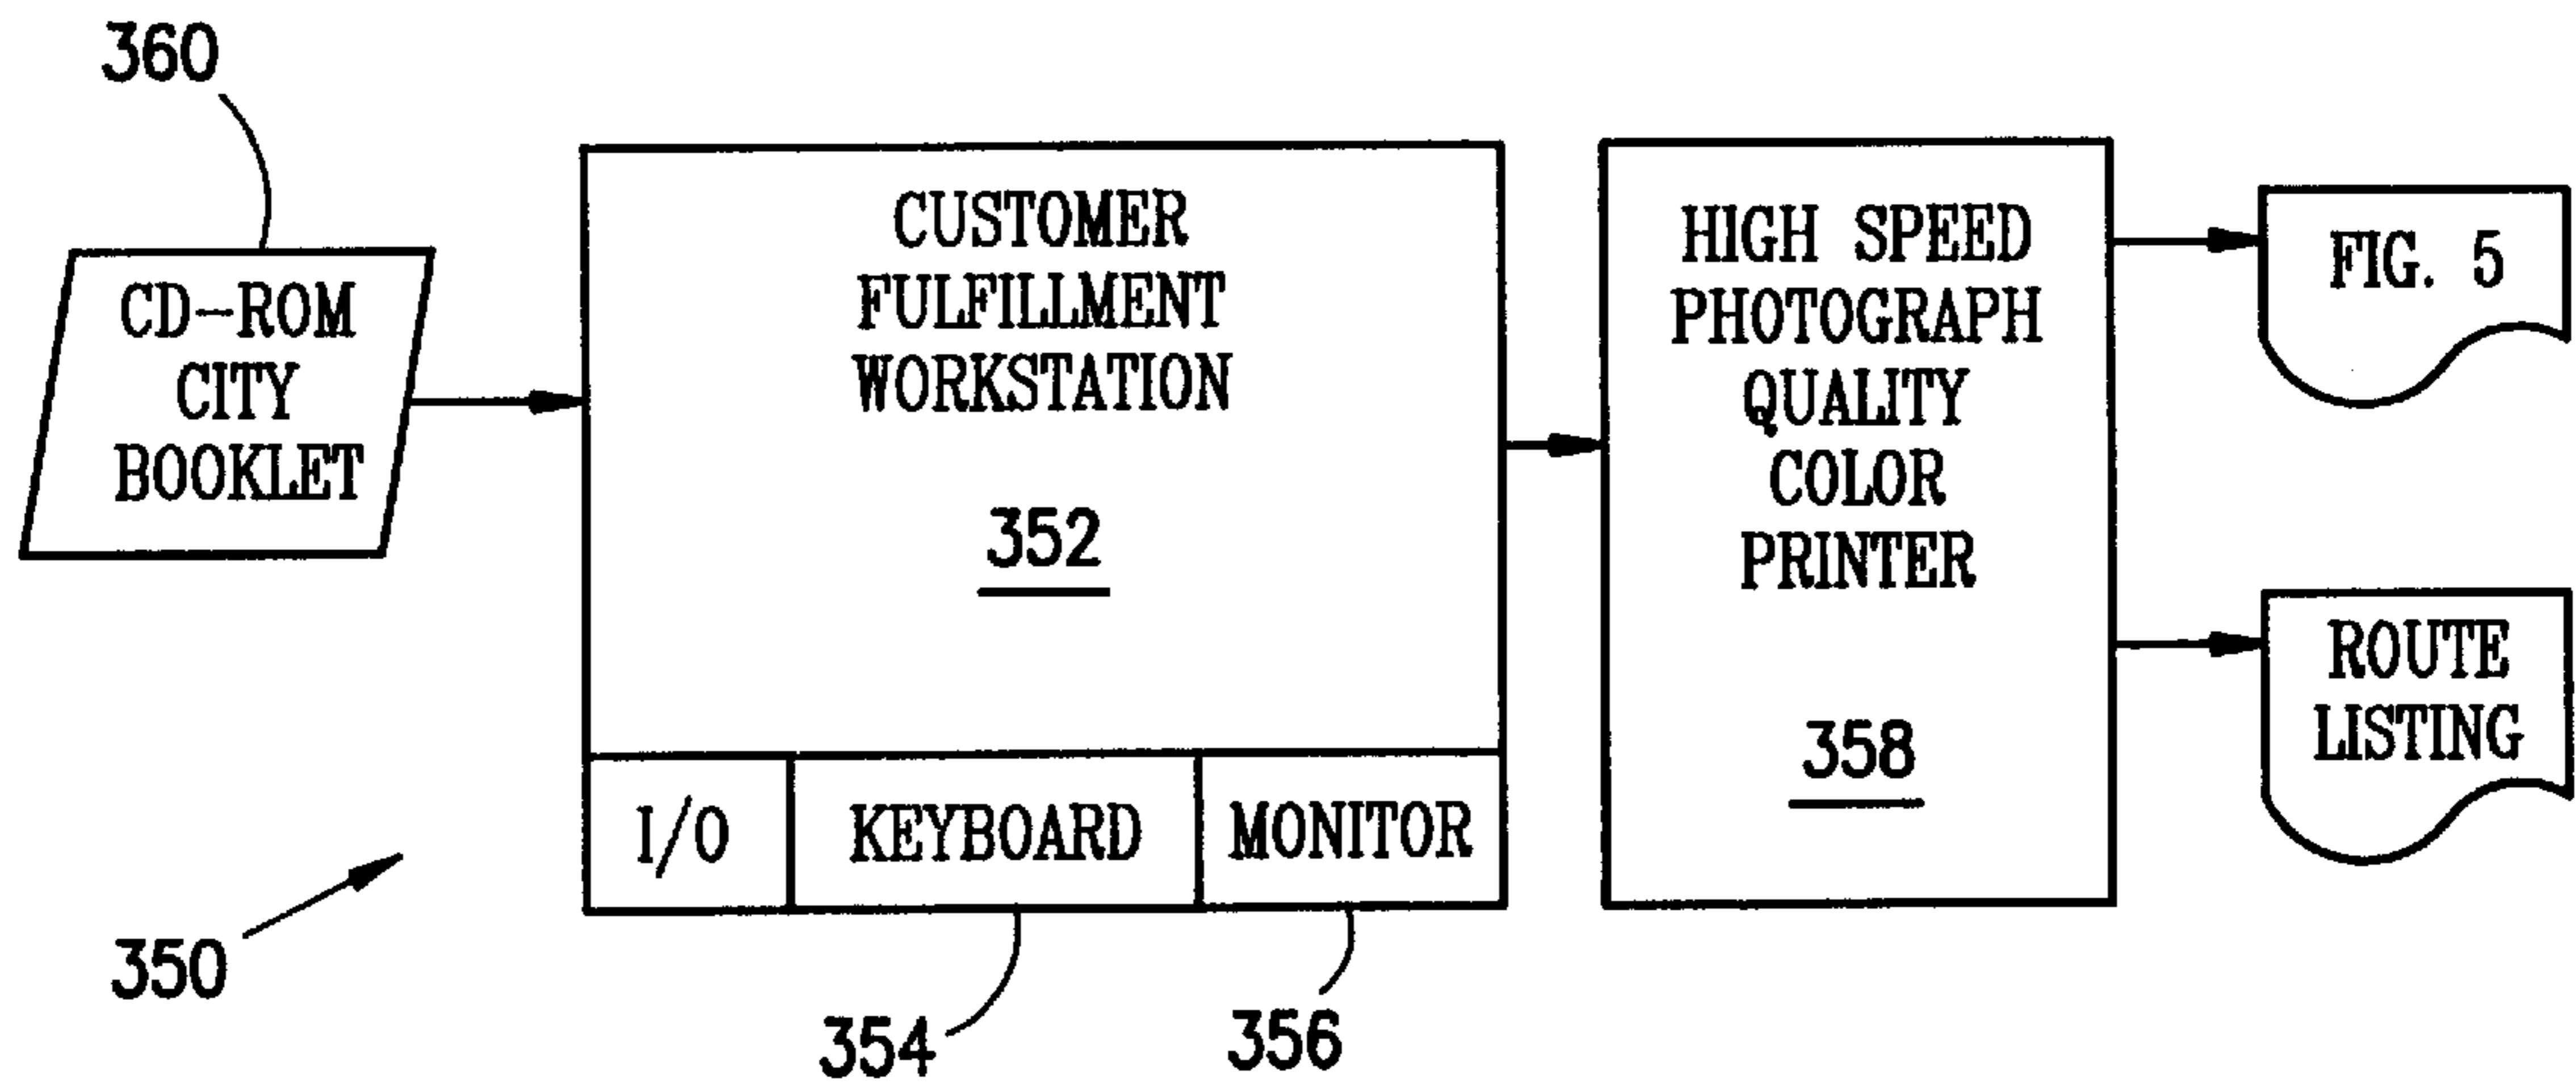 360
CD-ROM
CITY
BOOKLET
CUSTOMER
FULFILLMENT
WORKSTATION
352
I/O
KEYBOARD
MONITOR
HIGH SPEED
PHOTOGRAPH
QUALITY
COLOR
PRINTER
358
FIG. 5
ROUTE
LISTING
350
354
356